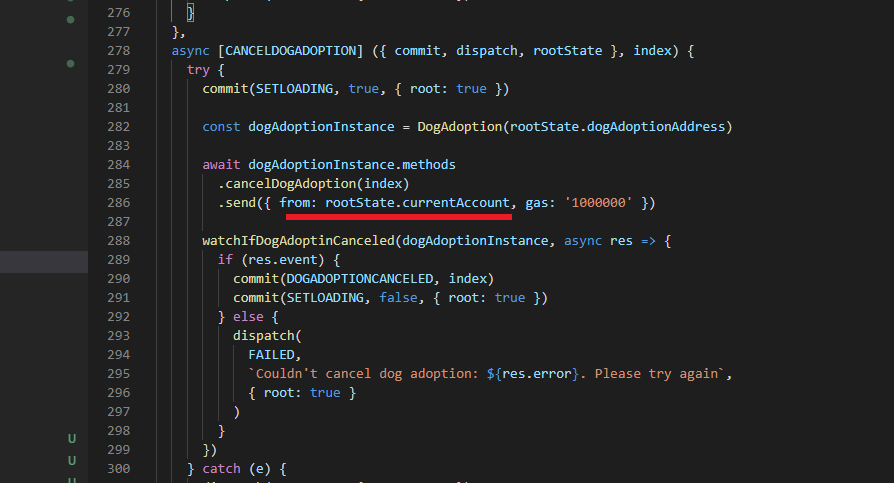 276 }
277 },
278 async [CANCELDOGADOPTION] ({ commit, dispatch, rootState }, index) {
279 try {
280 commit(SETLOADING, true, { root: true })
281
282 const dogAdoptionInstance = DogAdoption(rootState.dogAdoptionAddress)
283
284 await dogAdoptionInstance.methods
285 .cancelDogAdoption(index)
286 .send({ from: rootState.currentAccount, gas: '1000000' })
287
288 watchIfDogAdoptinCanceled(dogAdoptionInstance, async res => {
289 if (res.event) {
290 commit(DOGADOPTIONCANCELED, index)
291 commit(SETLOADING, false, { root: true })
292 } else {
293 dispatch(
294 FAILED,
295 `Couldn't cancel dog adoption: ${res.error}. Please try again`,
296 { root: true }
297 )
U 298 }
299 })
U 300 } catch (e) {